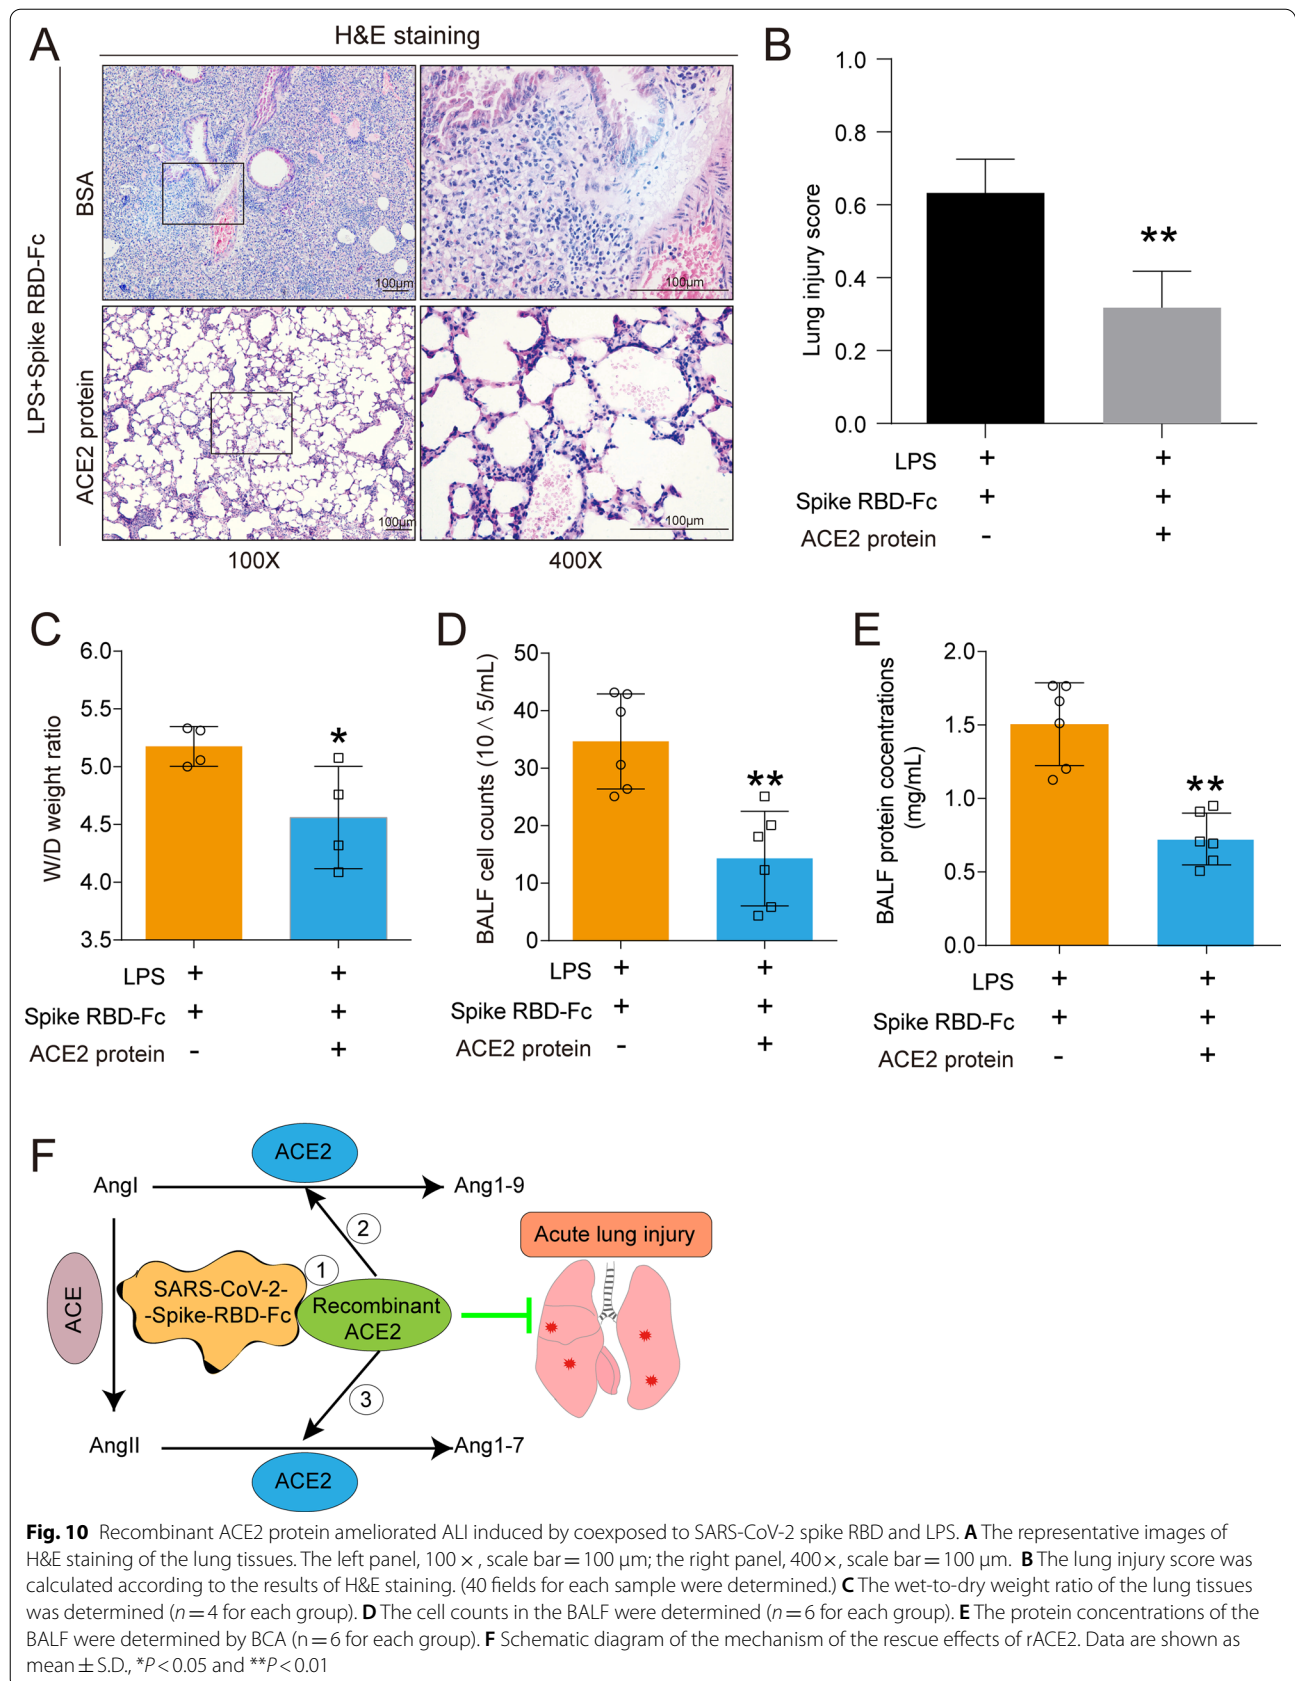 A
H&E staining
LPS+Spike RBD-Fc
BSA
ACE2 protein
100µm
100µm
100µm
100µm
100X
400X
B
Lung injury score
1.0
0.8
0.6
0.4
0.2
0.0
**
LPS + +
Spike RBD-Fc + +
ACE2 protein - +
C
W/D weight ratio
6.0
5.5
5.0
4.5
4.0
3.5
*
LPS + +
Spike RBD-Fc + +
ACE2 protein - +
D
BALF cell counts (10 ∧ 5/mL)
50
40
30
20
10
0
**
LPS + +
Spike RBD-Fc + +
ACE2 protein - +
E
BALF protein cocentrations
(mg/mL)
2.0
1.5
1.0
0.5
0.0
**
LPS + +
Spike RBD-Fc + +
ACE2 protein - +
F
ACE2
AngI
Ang1-9
2
Acute lung injury
1
ACE
SARS-CoV-2-
-Spike-RBD-Fc
Recombinant
ACE2
3
AngII
Ang1-7
ACE2
Fig. 10 Recombinant ACE2 protein ameliorated ALI induced by coexposed to SARS-CoV-2 spike RBD and LPS. A The representative images of
H&E staining of the lung tissues. The left panel, 100 ×, scale bar = 100 µm; the right panel, 400×, scale bar = 100 µm. B The lung injury score was
calculated according to the results of H&E staining. (40 fields for each sample were determined.) C The wet-to-dry weight ratio of the lung tissues
was determined (n = 4 for each group). D The cell counts in the BALF were determined (n = 6 for each group). E The protein concentrations of the
BALF were determined by BCA (n = 6 for each group). F Schematic diagram of the mechanism of the rescue effects of rACE2. Data are shown as
mean ± S.D., *P < 0.05 and **P < 0.01